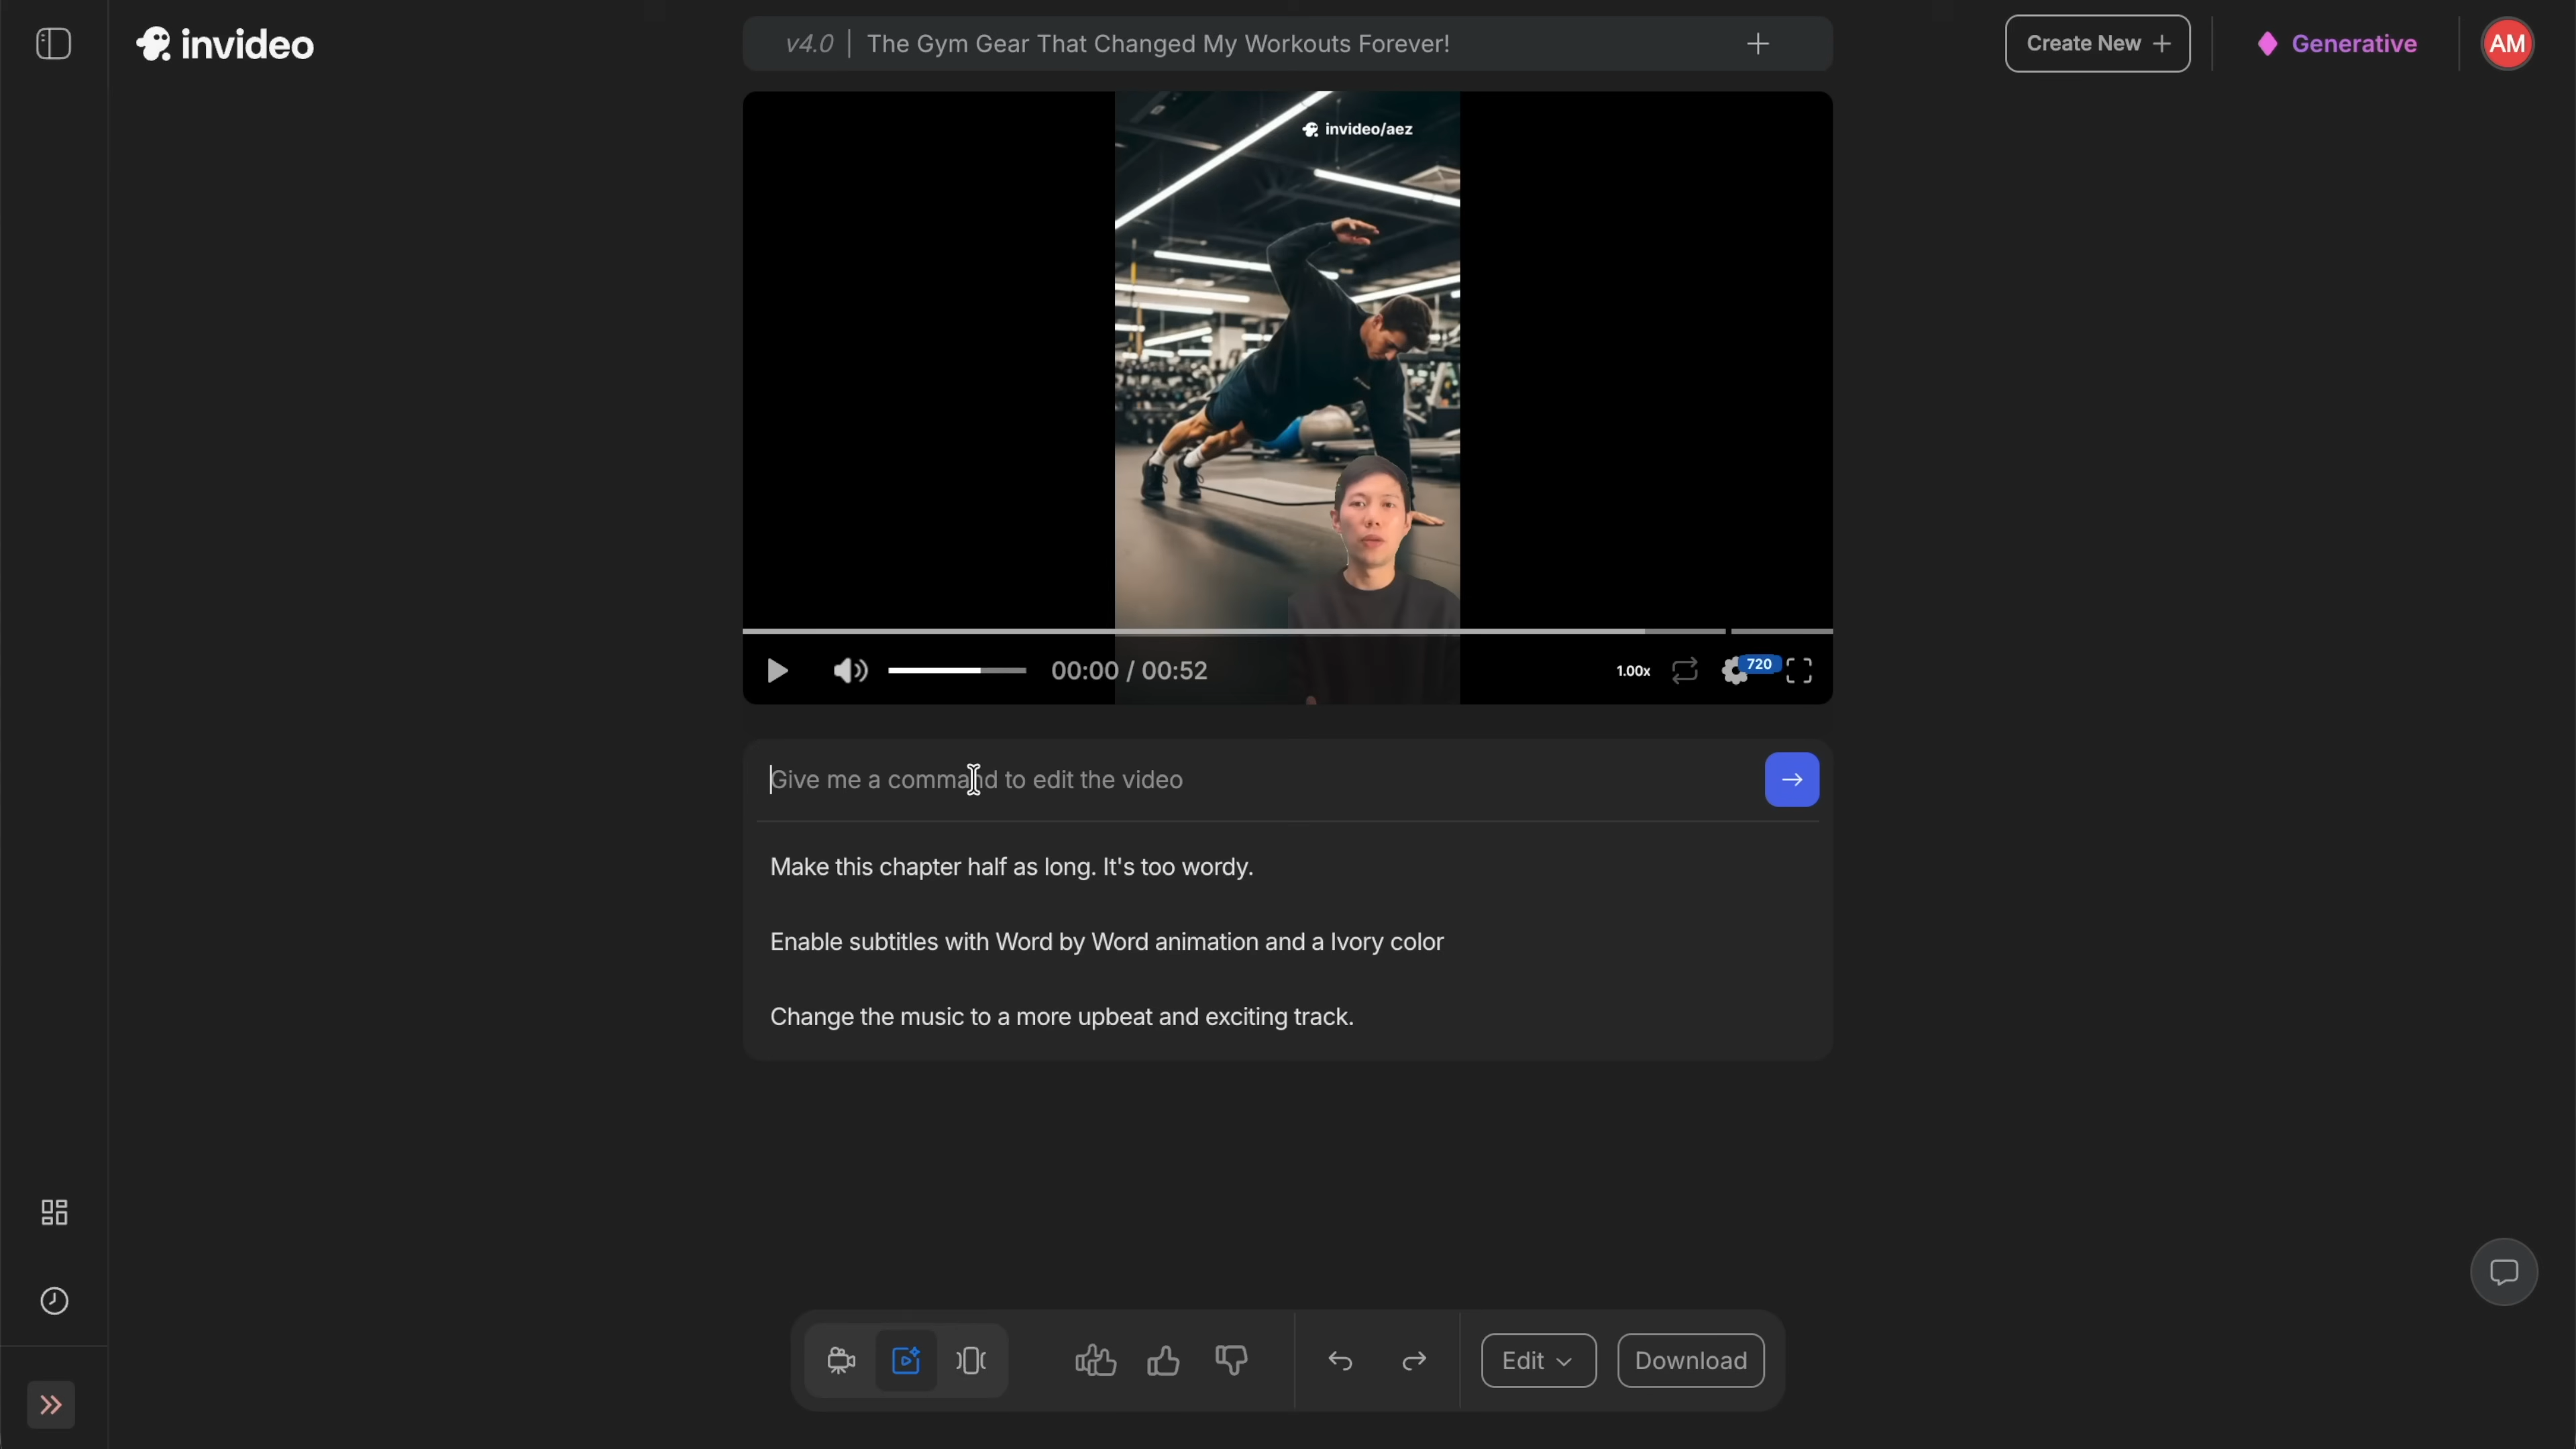 invideo
v4.0 | The Gym Gear That Changed My Workouts Forever!
Create New
Generative
AM
invideo/aez
00:00 / 00:52
1.00x
720
Give me a command to edit the video
Make this chapter half as long. It's too wordy.
Enable subtitles with Word by Word animation and a Ivory color
Change the music to a more upbeat and exciting track.
Edit
Download